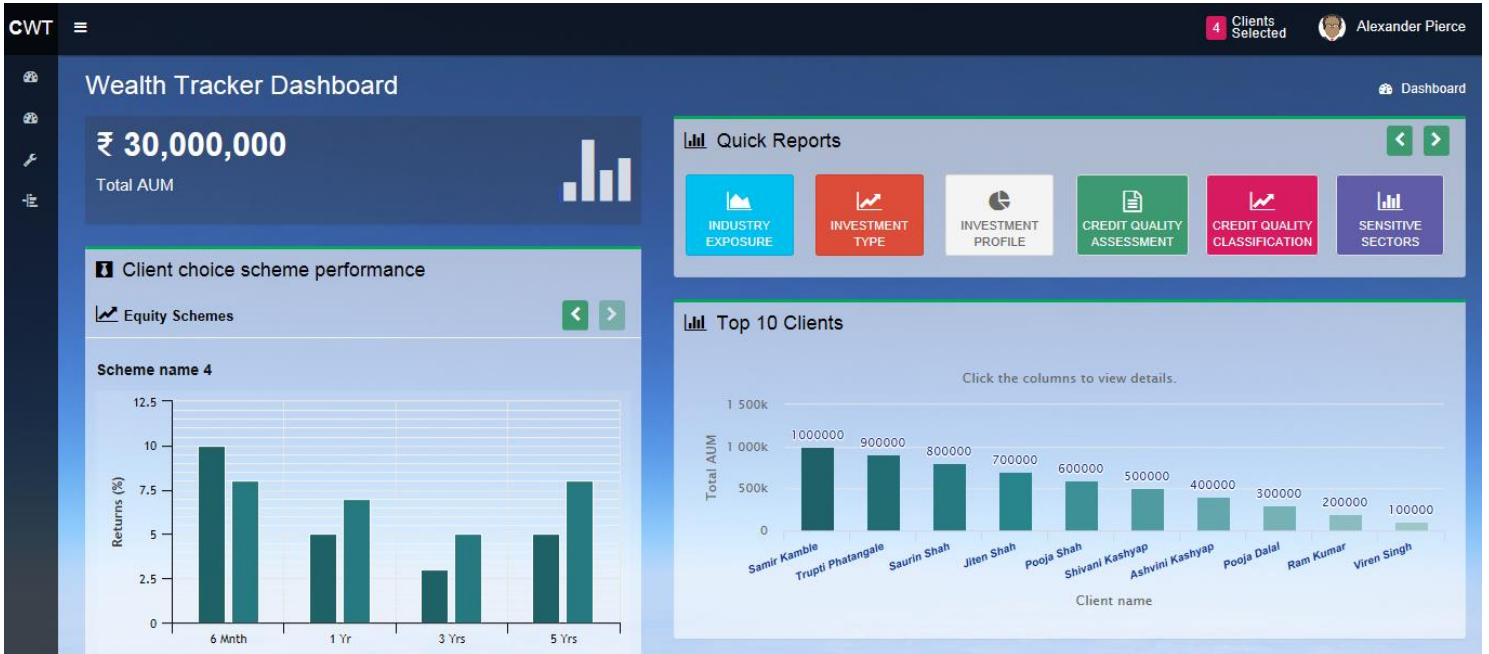 CWT
4 Clients
Selected
Alexander Pierce
Wealth Tracker Dashboard
Dashboard
₹ 30,000,000
Total AUM
Quick Reports
INDUSTRY
EXPOSURE
INVESTMENT
TYPE
INVESTMENT
PROFILE
CREDIT QUALITY
ASSESSMENT
CREDIT QUALITY
CLASSIFICATION
SENSITIVE
SECTORS
Client choice scheme performance
Equity Schemes
Scheme name 4
12.5
10
7.5
5
2.5
0
Returns (%)
6 Mnth 1 Yr 3 Yrs 5 Yrs
Top 10 Clients
Click the columns to view details.
1 500k
1 000k
500k
0
Total AUM
1000000 900000 800000 700000 600000 500000 400000 300000 200000 100000
Samir Kamble
Trupti Phatangale
Saurin Shah
Jiten Shah
Pooja Shah
Shivani Kashyap
Ashvini Kashyap
Pooja Dalal
Ram Kumar
Viren Singh
Client name